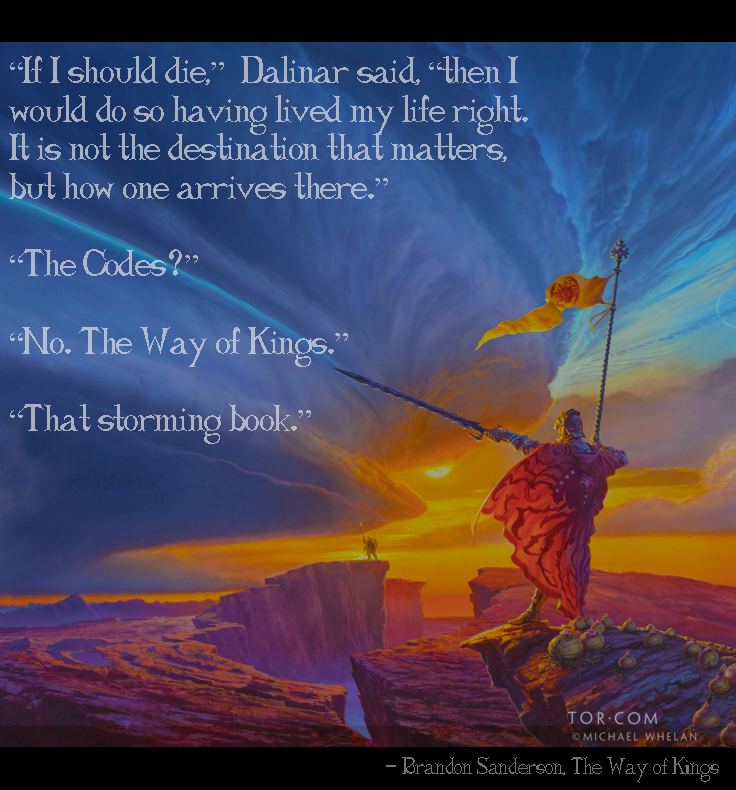 “If I should die,” Dalinar said, “then I
would do so having lived my life right.
It is not the destination that matters,
but how one arrives there.”
“The Codes?”
“No. The Way of Kings.”
“That storming book.”
TOR·COM
©MICHAEL WHELAN
- Brandon Sanderson, The Way of Kings